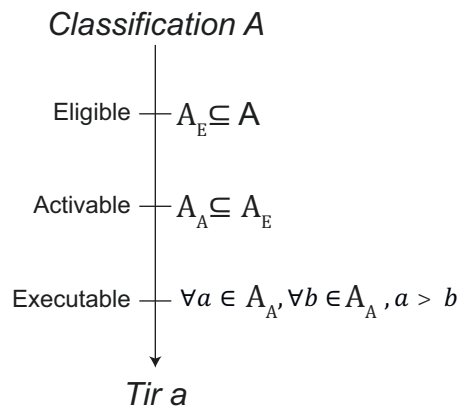 Classification A
Eligible A_E ⊆ A
Activable A_A ⊆ A_E
Executable ∀a ∈ A_A, ∀b ∈ A_A , a > b
Tir a